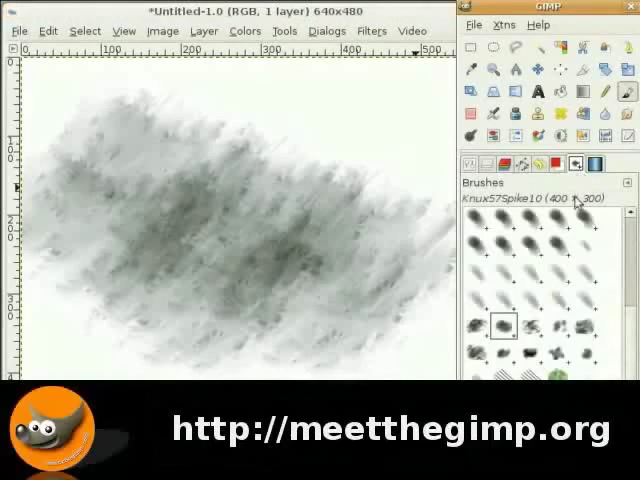 *Untitled-1.0 (RGB, 1 layer) 640x480
GIMP
File Edit Select View Image Layer Colors Tools Dialogs Filters Video
File Xtns Help
0 100 200 300 400 500
Brushes
Knux57Spike10 (400 × 300)
http://meetthegimp.org